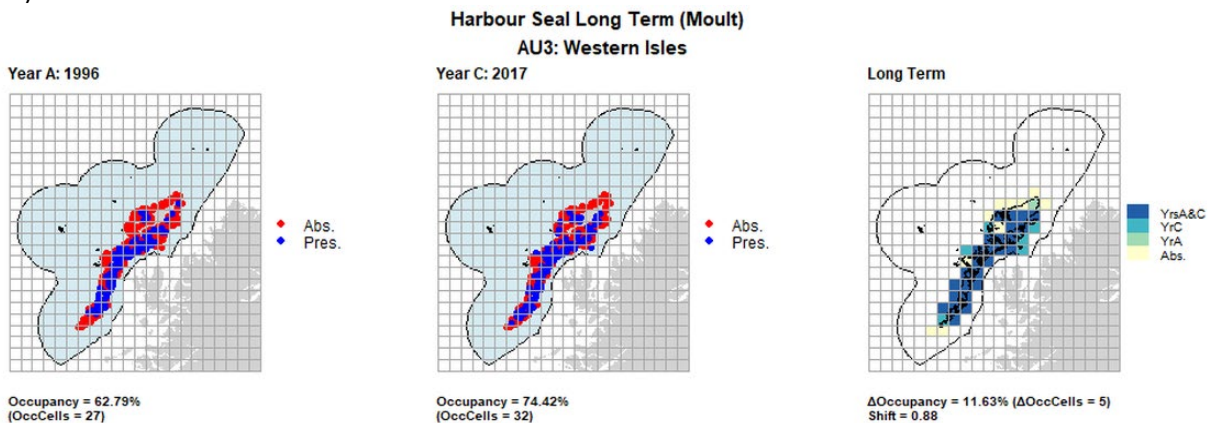 Harbour Seal Long Term (Moult)
AU3: Western Isles
Year A: 1996
Abs.
Pres.
Occupancy = 62.79%
(OccCells = 27)
Year C: 2017
Abs.
Pres.
Occupancy = 74.42%
(OccCells = 32)
Long Term
YrsA&C
YrC
YrA
Abs.
ΔOccupancy = 11.63% (ΔOccCells = 5)
Shift = 0.88